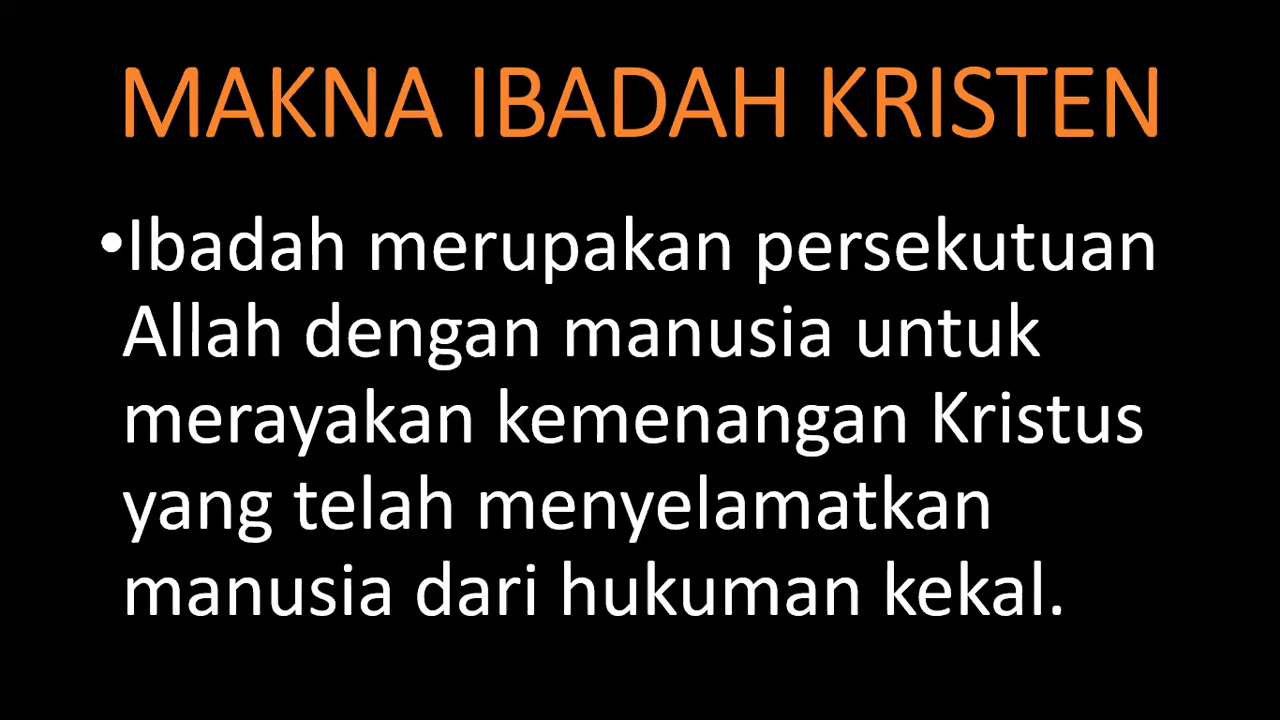 MAKNA IBADAH KRISTEN
•Ibadah merupakan persekutuan
Allah dengan manusia untuk
merayakan kemenangan Kristus
yang telah menyelamatkan
manusia dari hukuman kekal.